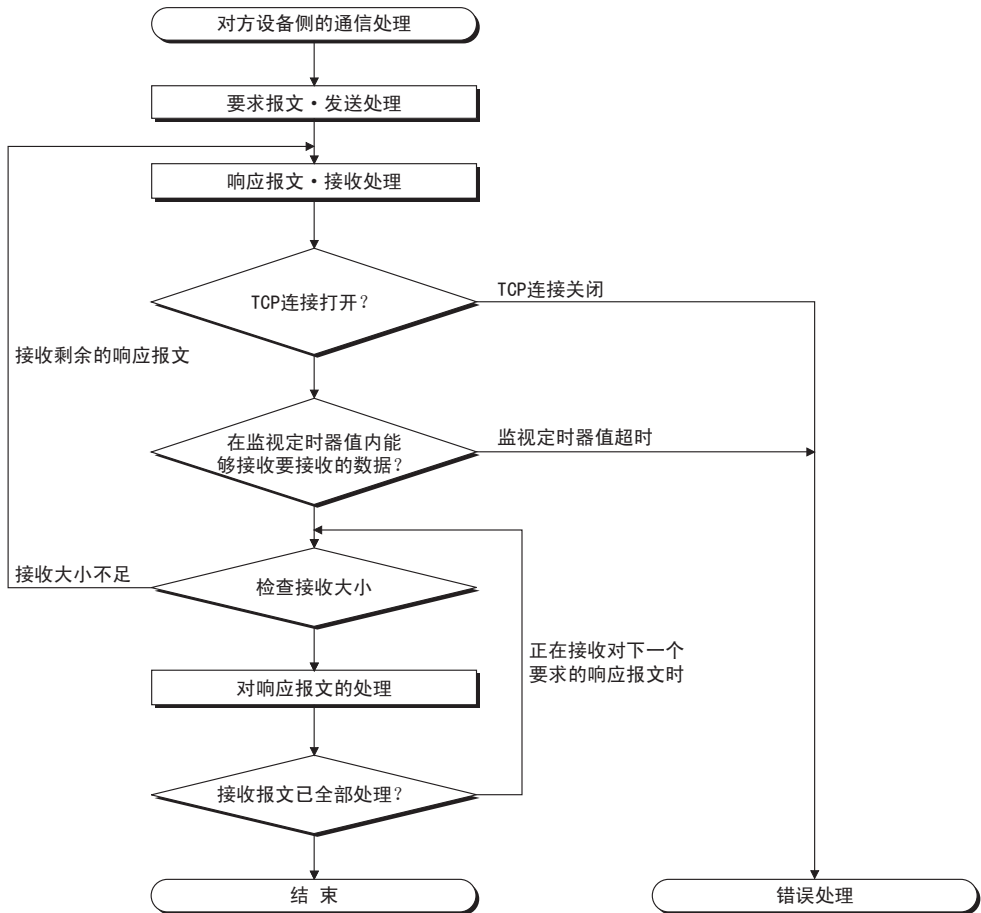 对方设备侧的通信处理
要求报文·发送处理
响应报文·接收处理
TCP连接打开？
TCP连接关闭
接收剩余的响应报文
在监视定时器值内能
够接收要接收的数据？
监视定时器值超时
接收大小不足
检查接收大小
正在接收对下一个
要求的响应报文时
对响应报文的处理
接收报文已全部处理？
结 束
错误处理